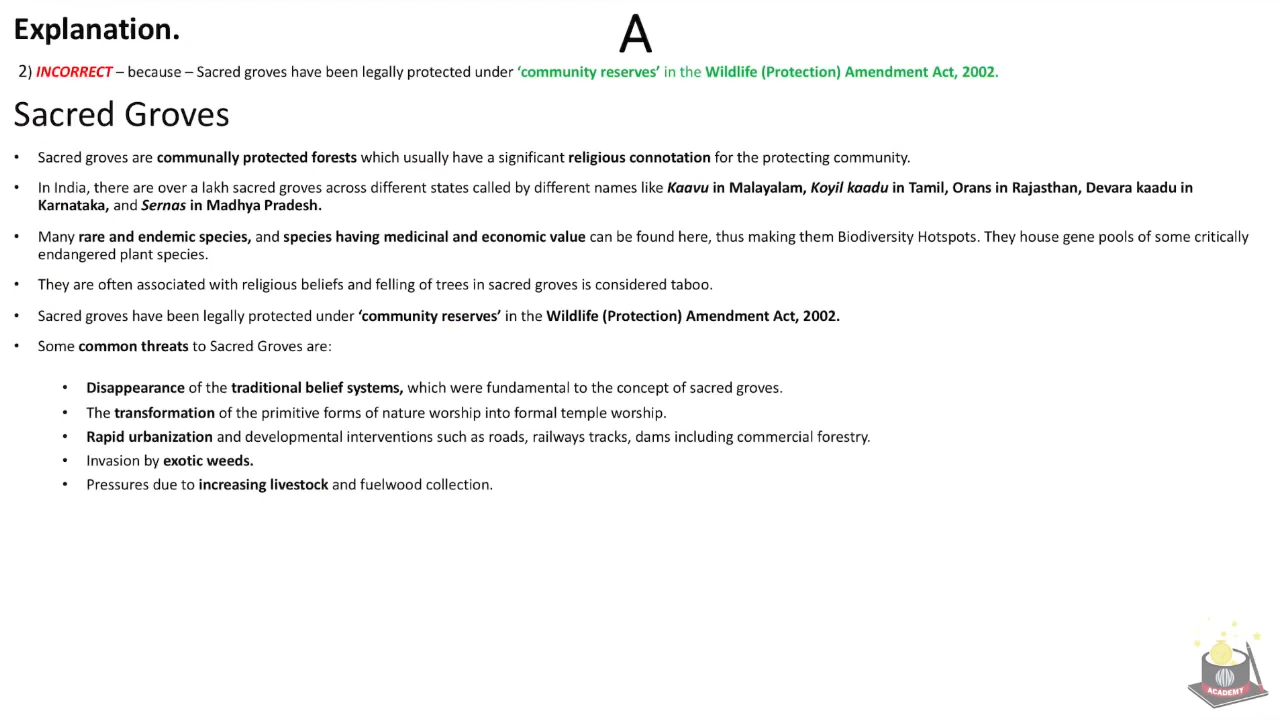 Explanation.
A
2) INCORRECT – because – Sacred groves have been legally protected under ‘community reserves’ in the Wildlife (Protection) Amendment Act, 2002.
Sacred Groves
• Sacred groves are communally protected forests which usually have a significant religious connotation for the protecting community.
• In India, there are over a lakh sacred groves across different states called by different names like Kaavu in Malayalam, Koyil kaadu in Tamil, Orans in Rajasthan, Devara kaadu in
Karnataka, and Sernas in Madhya Pradesh.
• Many rare and endemic species, and species having medicinal and economic value can be found here, thus making them Biodiversity Hotspots. They house gene pools of some critically
endangered plant species.
• They are often associated with religious beliefs and felling of trees in sacred groves is considered taboo.
• Sacred groves have been legally protected under ‘community reserves’ in the Wildlife (Protection) Amendment Act, 2002.
• Some common threats to Sacred Groves are:
• Disappearance of the traditional belief systems, which were fundamental to the concept of sacred groves.
• The transformation of the primitive forms of nature worship into formal temple worship.
• Rapid urbanization and developmental interventions such as roads, railways tracks, dams including commercial forestry.
• Invasion by exotic weeds.
• Pressures due to increasing livestock and fuelwood collection.
ACADEMY